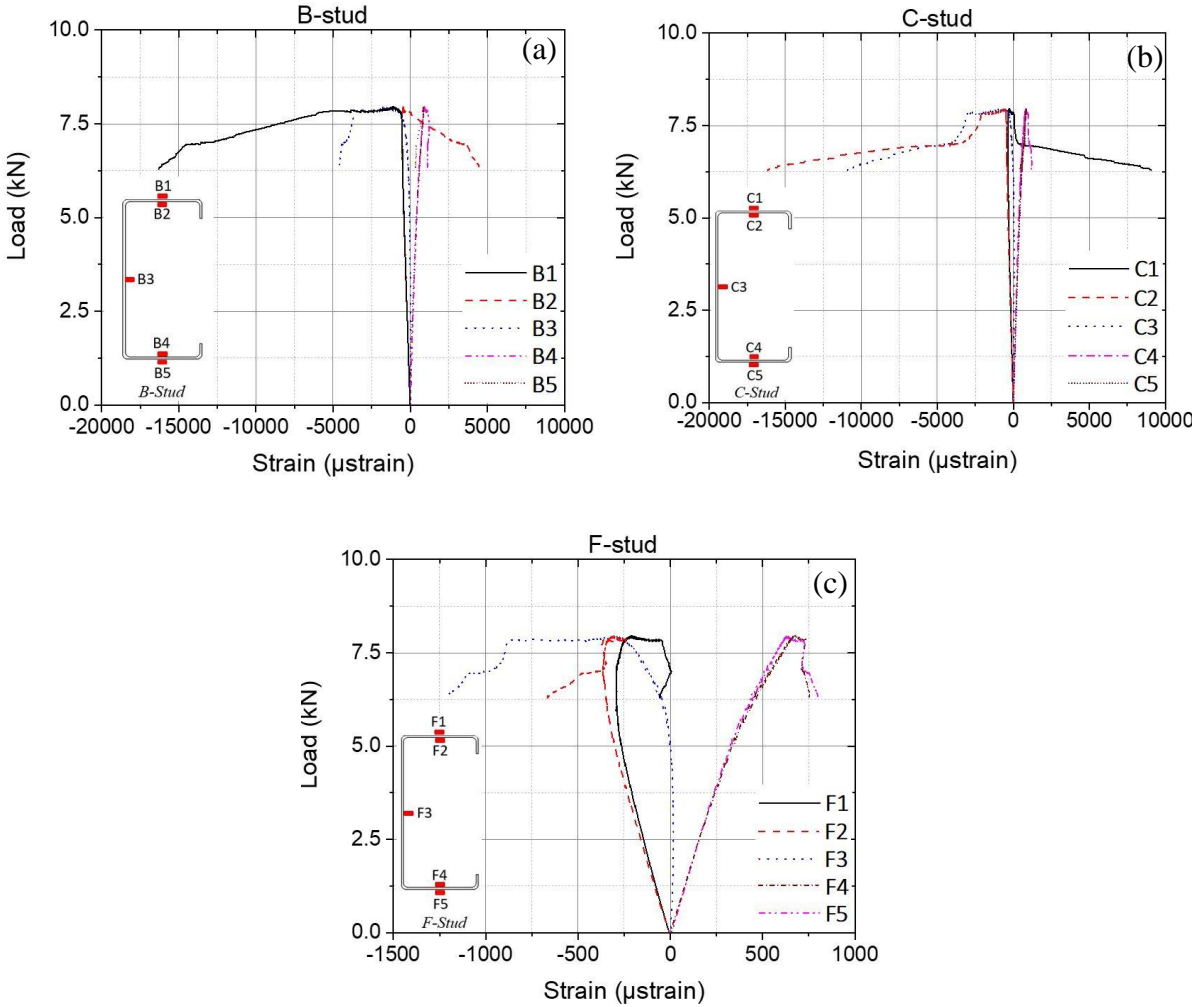 B-stud
(a)
10.0
7.5
5.0
2.5
0.0
Load (kN)
B1
B2
B3
B4
B5
B-Stud
B1
B2
B3
B4
B5
-20000 -15000 -10000 -5000 0 5000 10000
Strain (µstrain)
C-stud
(b)
10.0
7.5
5.0
2.5
0.0
Load (kN)
C1
C2
C3
C4
C5
C-Stud
C1
C2
C3
C4
C5
-20000 -15000 -10000 -5000 0 5000 10000
Strain (µstrain)
F-stud
(c)
10.0
7.5
5.0
2.5
0.0
Load (kN)
F1
F2
F3
F4
F5
F-Stud
F1
F2
F3
F4
F5
-1500 -1000 -500 0 500 1000
Strain (µstrain)